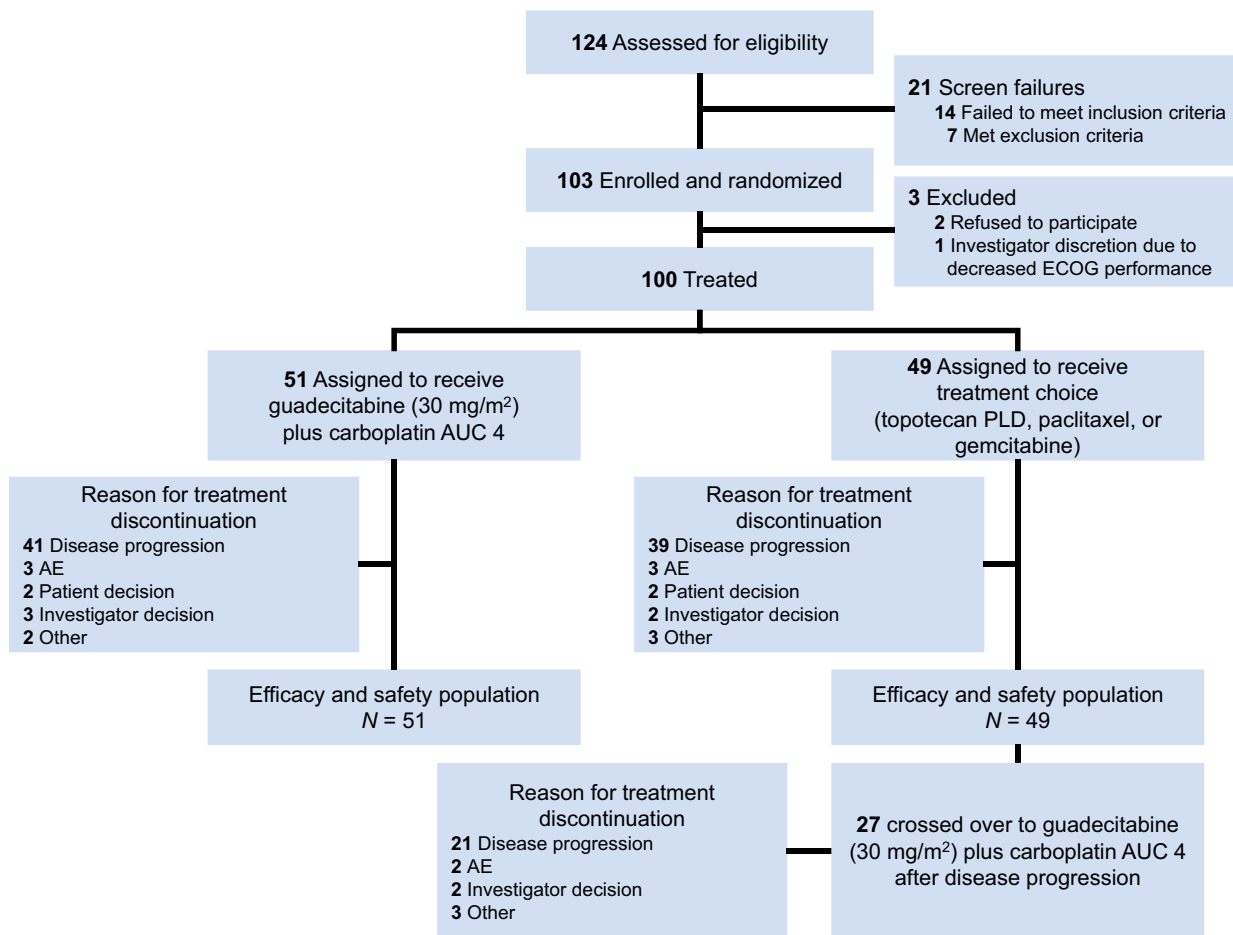 124 Assessed for eligibility
21 Screen failures
14 Failed to meet inclusion criteria
7 Met exclusion criteria
103 Enrolled and randomized
3 Excluded
2 Refused to participate
1 Investigator discretion due to
decreased ECOG performance
100 Treated
51 Assigned to receive
guadecitabine (30 mg/m²)
plus carboplatin AUC 4
49 Assigned to receive
treatment choice
(topotecan PLD, paclitaxel, or
gemcitabine)
Reason for treatment
discontinuation
41 Disease progression
3 AE
2 Patient decision
3 Investigator decision
2 Other
Reason for treatment
discontinuation
39 Disease progression
3 AE
2 Patient decision
2 Investigator decision
3 Other
Efficacy and safety population
N = 51
Efficacy and safety population
N = 49
Reason for treatment
discontinuation
21 Disease progression
2 AE
2 Investigator decision
3 Other
27 crossed over to guadecitabine
(30 mg/m²) plus carboplatin AUC 4
after disease progression